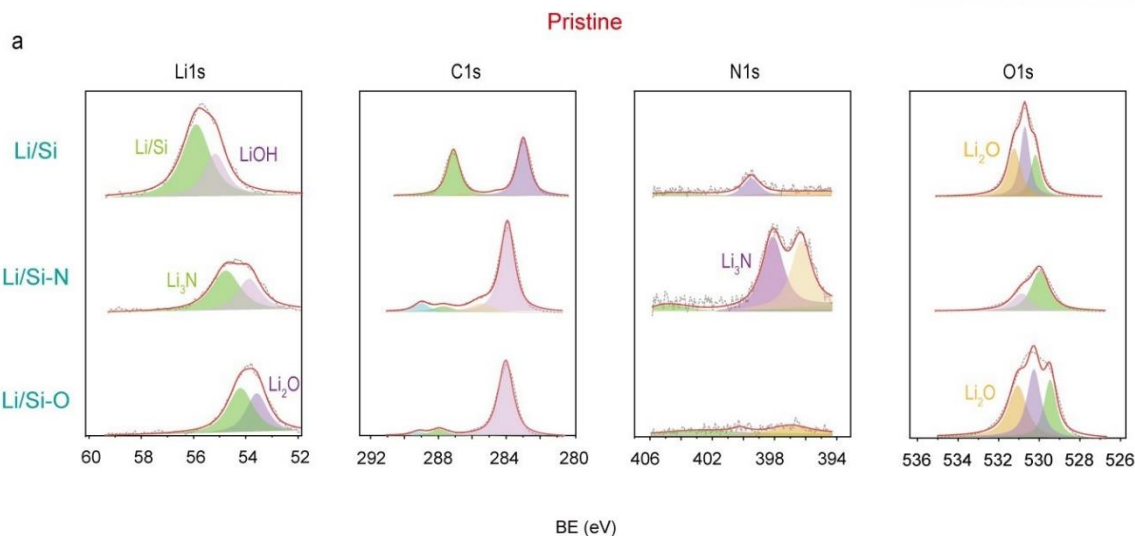 Pristine
a
Li1s
C1s
N1s
O1s
Li/Si
Li/Si
LiOH
Li₂O
Li/Si-N
Li₃N
Li₃N
Li/Si-O
Li₂O
Li₂O
60 58 56 54 52
292 288 284 280
406 402 398 394
536 534 532 530 528 526
BE (eV)